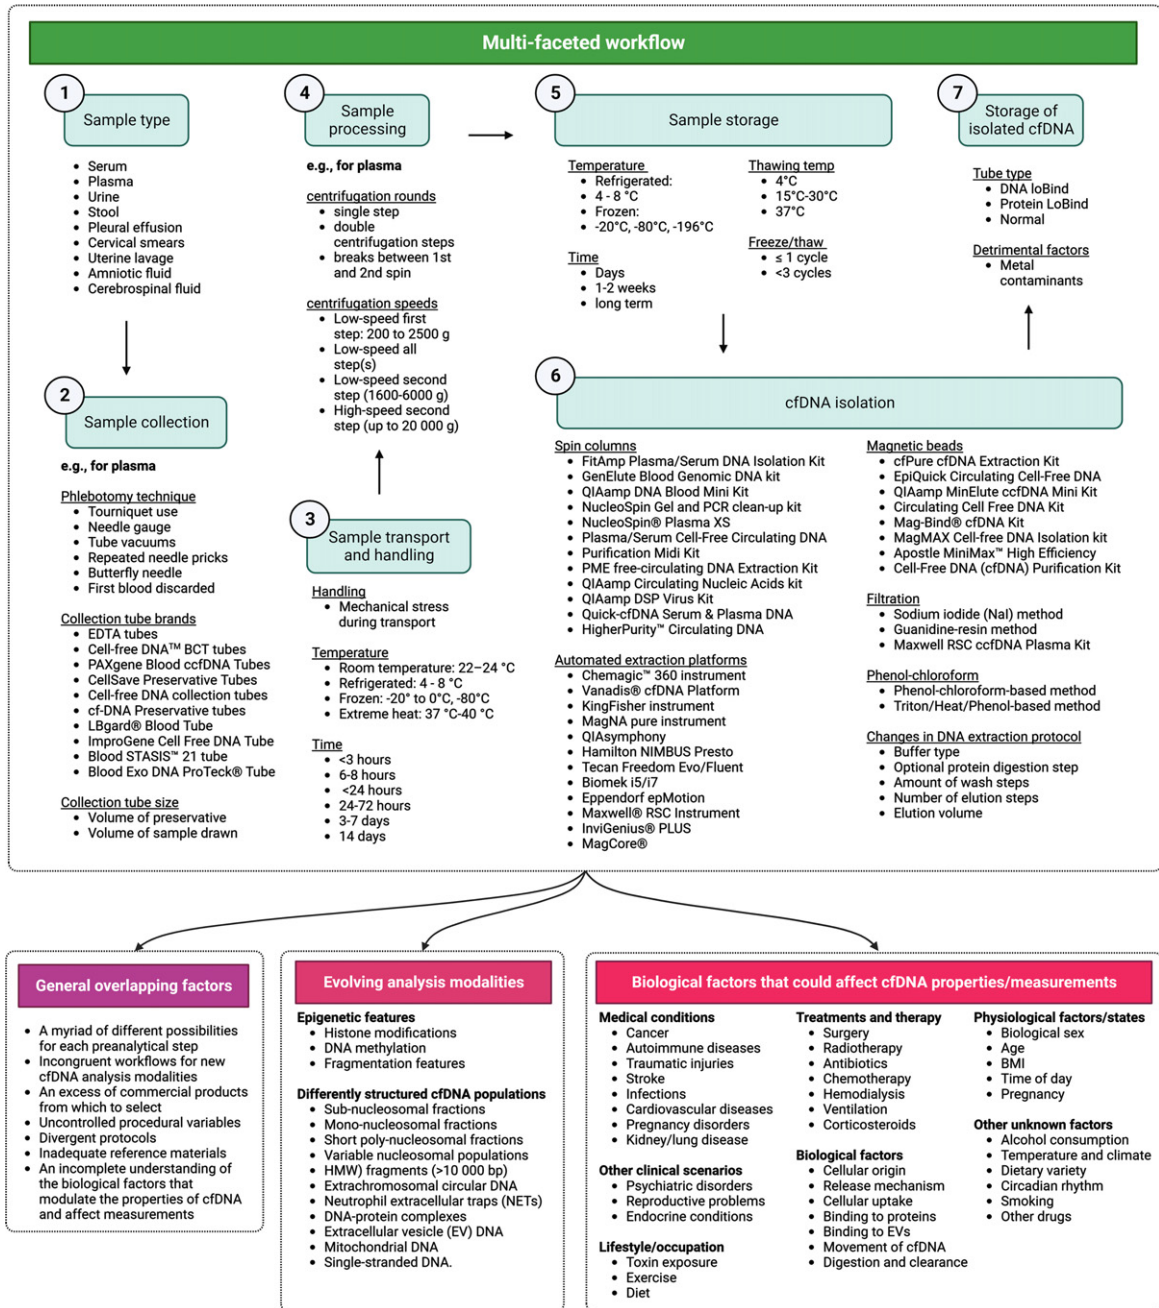 Multi-faceted workflow
1
Sample type
Serum
Plasma
Urine
Stool
Pleural effusion
Cervical smears
Uterine lavage
Amniotic fluid
Cerebrospinal fluid
2
Sample collection
e.g., for plasma
Phlebotomy technique
Tourniquet use
Needle gauge
Tube vacuums
Repeated needle pricks
Butterfly needle
First blood discarded
Collection tube brands
EDTA tubes
Cell-free DNA™ BCT tubes
PAXgene Blood ccfDNA Tubes
CellSave Preservative Tubes
Cell-free DNA collection tubes
cf-DNA Preservative tubes
LBgard® Blood Tube
ImproGene Cell Free DNA Tube
Blood STASIS™ 21 tube
Blood Exo DNA ProTeck® Tube
Collection tube size
Volume of preservative
Volume of sample drawn
3
Sample transport
and handling
Handling
Mechanical stress
during transport
Temperature
Room temperature: 22–24 °C
Refrigerated: 4 - 8 °C
Frozen: -20° to 0°C, -80°C
Extreme heat: 37 °C-40 °C
Time
<3 hours
6-8 hours
<24 hours
24-72 hours
3-7 days
14 days
4
Sample
processing
e.g., for plasma
centrifugation rounds
single step
double
centrifugation steps
breaks between 1st
and 2nd spin
centrifugation speeds
Low-speed first
step: 200 to 2500 g
Low-speed all
step(s)
Low-speed second
step (1600-6000 g)
High-speed second
step (up to 20 000 g)
5
Sample storage
Temperature
Refrigerated:
4 - 8 °C
Frozen:
-20°C, -80°C, -196°C
Time
Days
1-2 weeks
long term
Thawing temp
4°C
15°C-30°C
37°C
Freeze/thaw
≤ 1 cycle
<3 cycles
6
cfDNA isolation
Spin columns
FitAmp Plasma/Serum DNA Isolation Kit
GenElute Blood Genomic DNA kit
QIAamp DNA Blood Mini Kit
NucleoSpin Gel and PCR clean-up kit
NucleoSpin® Plasma XS
Plasma/Serum Cell-Free Circulating DNA
Purification Midi Kit
PME free-circulating DNA Extraction Kit
QIAamp Circulating Nucleic Acids kit
QIAamp DSP Virus Kit
Quick-cfDNA Serum & Plasma DNA
HigherPurity™ Circulating DNA
Automated extraction platforms
Chemagic™ 360 instrument
Vanadis® cfDNA Platform
KingFisher instrument
MagNA pure instrument
QIAsymphony
Hamilton NIMBUS Presto
Tecan Freedom Evo/Fluent
Biomek i5/i7
Eppendorf epMotion
Maxwell® RSC Instrument
InviGenius® PLUS
MagCore®
Magnetic beads
cfPure cfDNA Extraction Kit
EpiQuick Circulating Cell-Free DNA
QIAamp MinElute ccfDNA Mini Kit
Circulating Cell Free DNA Kit
Mag-Bind® cfDNA Kit
MagMAX Cell-free DNA Isolation kit
Apostle MiniMax™ High Efficiency
Cell-Free DNA (cfDNA) Purification Kit
Filtration
Sodium iodide (NaI) method
Guanidine-resin method
Maxwell RSC ccfDNA Plasma Kit
Phenol-chloroform
Phenol-chloroform-based method
Triton/Heat/Phenol-based method
Changes in DNA extraction protocol
Buffer type
Optional protein digestion step
Amount of wash steps
Number of elution steps
Elution volume
7
Storage of
isolated cfDNA
Tube type
DNA loBind
Protein LoBind
Normal
Detrimental factors
Metal
contaminants
General overlapping factors
A myriad of different possibilities
for each preanalytical step
Incongruent workflows for new
cfDNA analysis modalities
An excess of commercial products
from which to select
Uncontrolled procedural variables
Divergent protocols
Inadequate reference materials
An incomplete understanding of
the biological factors that
modulate the properties of cfDNA
and affect measurements
Evolving analysis modalities
Epigenetic features
Histone modifications
DNA methylation
Fragmentation features
Differently structured cfDNA populations
Sub-nucleosomal fractions
Mono-nucleosomal fractions
Short poly-nucleosomal fractions
Variable nucleosomal populations
HMW) fragments (>10 000 bp)
Extrachromosomal circular DNA
Neutrophil extracellular traps (NETs)
DNA-protein complexes
Extracellular vesicle (EV) DNA
Mitochondrial DNA
Single-stranded DNA.
Biological factors that could affect cfDNA properties/measurements
Medical conditions
Cancer
Autoimmune diseases
Traumatic injuries
Stroke
Infections
Cardiovascular diseases
Pregnancy disorders
Kidney/lung disease
Other clinical scenarios
Psychiatric disorders
Reproductive problems
Endocrine conditions
Lifestyle/occupation
Toxin exposure
Exercise
Diet
Treatments and therapy
Surgery
Radiotherapy
Antibiotics
Chemotherapy
Hemodialysis
Ventilation
Corticosteroids
Biological factors
Cellular origin
Release mechanism
Cellular uptake
Binding to proteins
Binding to EVs
Movement of cfDNA
Digestion and clearance
Physiological factors/states
Biological sex
Age
BMI
Time of day
Pregnancy
Other unknown factors
Alcohol consumption
Temperature and climate
Dietary variety
Circadian rhythm
Smoking
Other drugs